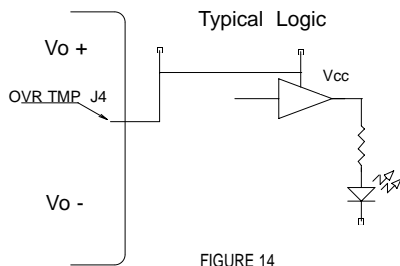 Typical Logic
Vo +
Vcc
OVR TMP J4
Vo -
FIGURE 14